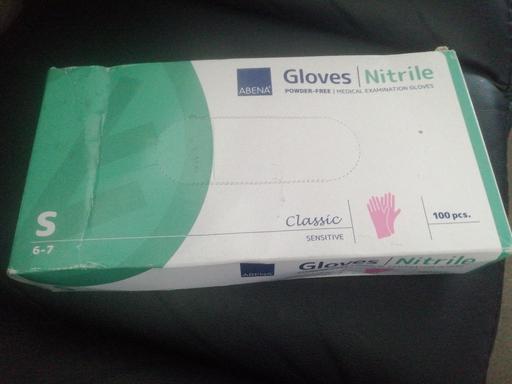 ABENA
Gloves | Nitrile
POWDER-FREE | MEDICAL EXAMINATION GLOVES
S
6-7
Classic
SENSITIVE
100 pcs.
ABENA
Gloves | Nitrile